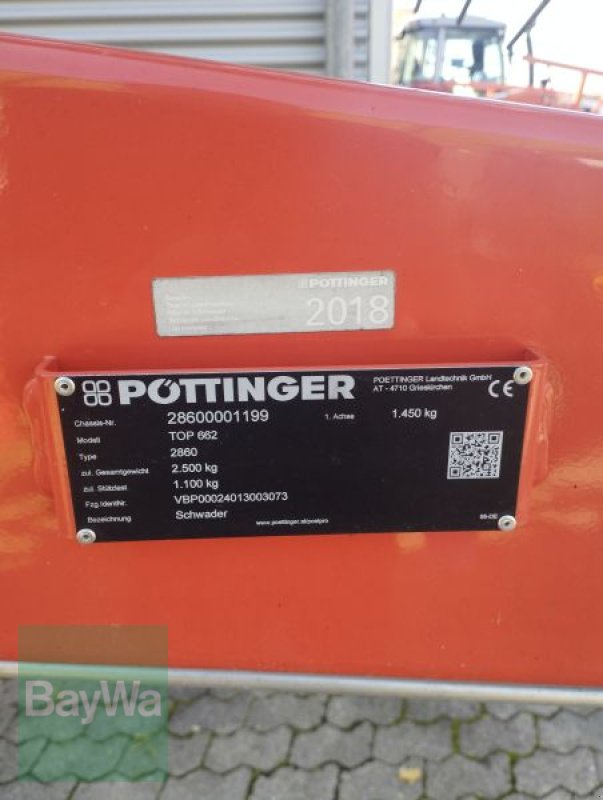 PÖTTINGER
2018
PÖTTINGER
POETTINGER Landtechnik GmbH
AT - 4710 Grieskirchen
CE
Chassis-Nr. 28600001199 1. Achse 1.450 kg
Modell TOP 662
Type 2860
zul. Gesamtgewicht 2.500 kg
zul. Stützlast 1.100 kg
Fzg.IdentNr. VBP00024013003073
Bezeichnung Schwader
www.poettinger.at/poetpro
BayWa